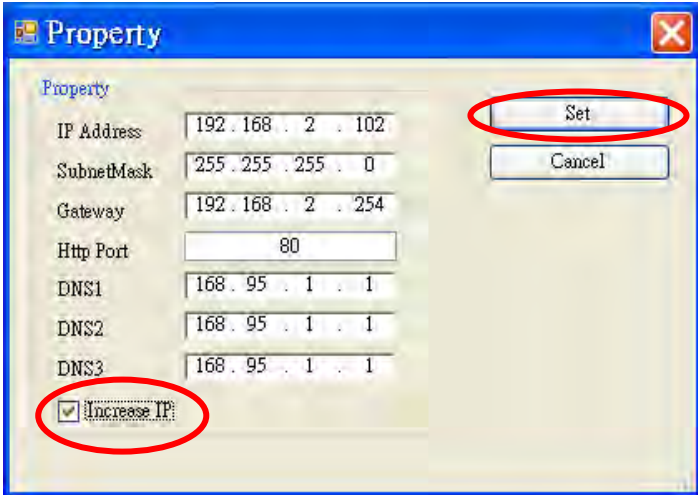 Property
Property
IP Address 192 . 168 . 2 . 102
SubnetMask 255 . 255 . 255 . 0
Gateway 192 . 168 . 2 . 254
Http Port 80
DNS1 168 . 95 . 1 . 1
DNS2 168 . 95 . 1 . 1
DNS3 168 . 95 . 1 . 1
Increase IP
Set
Cancel